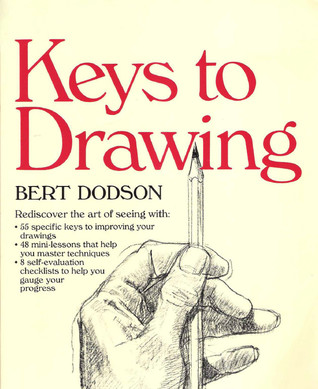 Keys to
Drawing
BERT DODSON
Rediscover the art of seeing with:
• 55 specific keys to improving your
drawings
• 48 mini-lessons that help
you master techniques
• 8 self-evaluation
checklists to help you
gauge your
progress